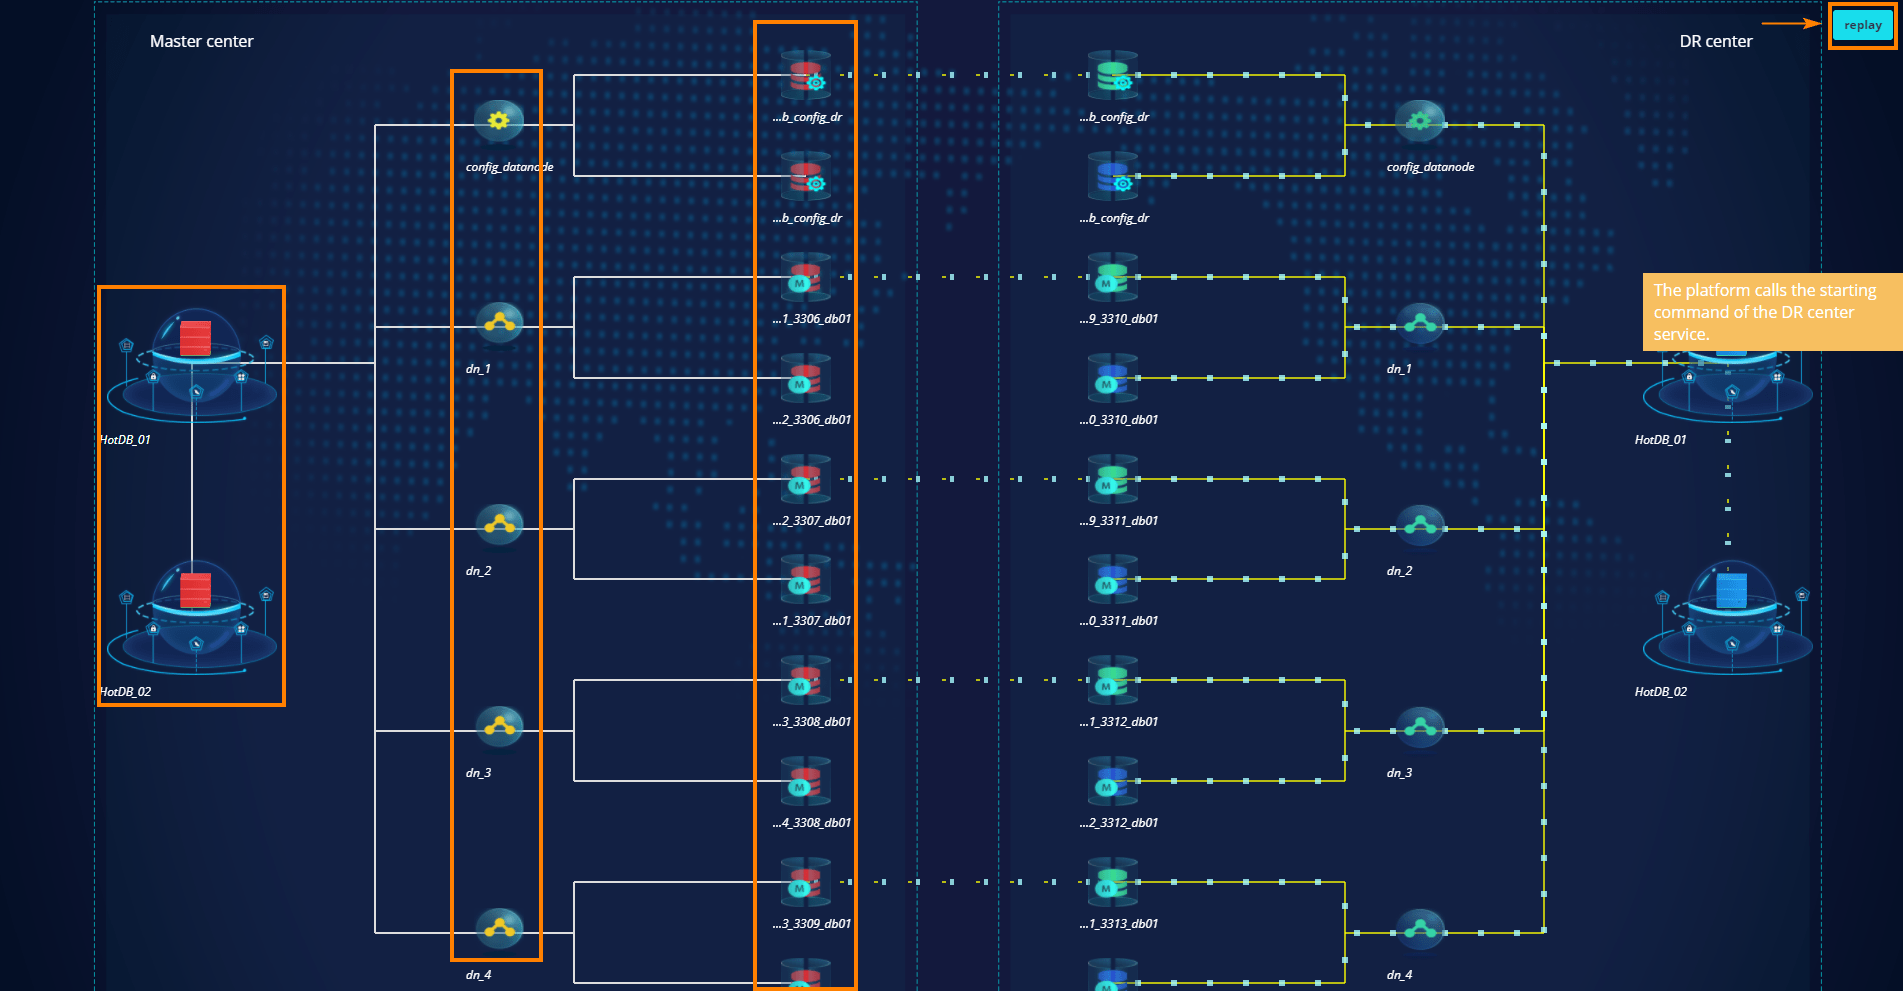 Master center
DR center
replay
...b_config_dr
...b_config_dr
config_datanode
config_datanode
...b_config_dr
...b_config_dr
The platform calls the starting
command of the DR center
service.
M
M
...1_3306_db01
...9_3310_db01
dn_1
dn_1
M
M
...2_3306_db01
...0_3310_db01
HotDB_01
HotDB_01
M
M
...2_3307_db01
...9_3311_db01
dn_2
dn_2
M
M
...1_3307_db01
...0_3311_db01
HotDB_02
HotDB_02
M
M
...3_3308_db01
...1_3312_db01
dn_3
dn_3
M
M
...4_3308_db01
...2_3312_db01
M
M
...3_3309_db01
...1_3313_db01
dn_4
dn_4
M
M